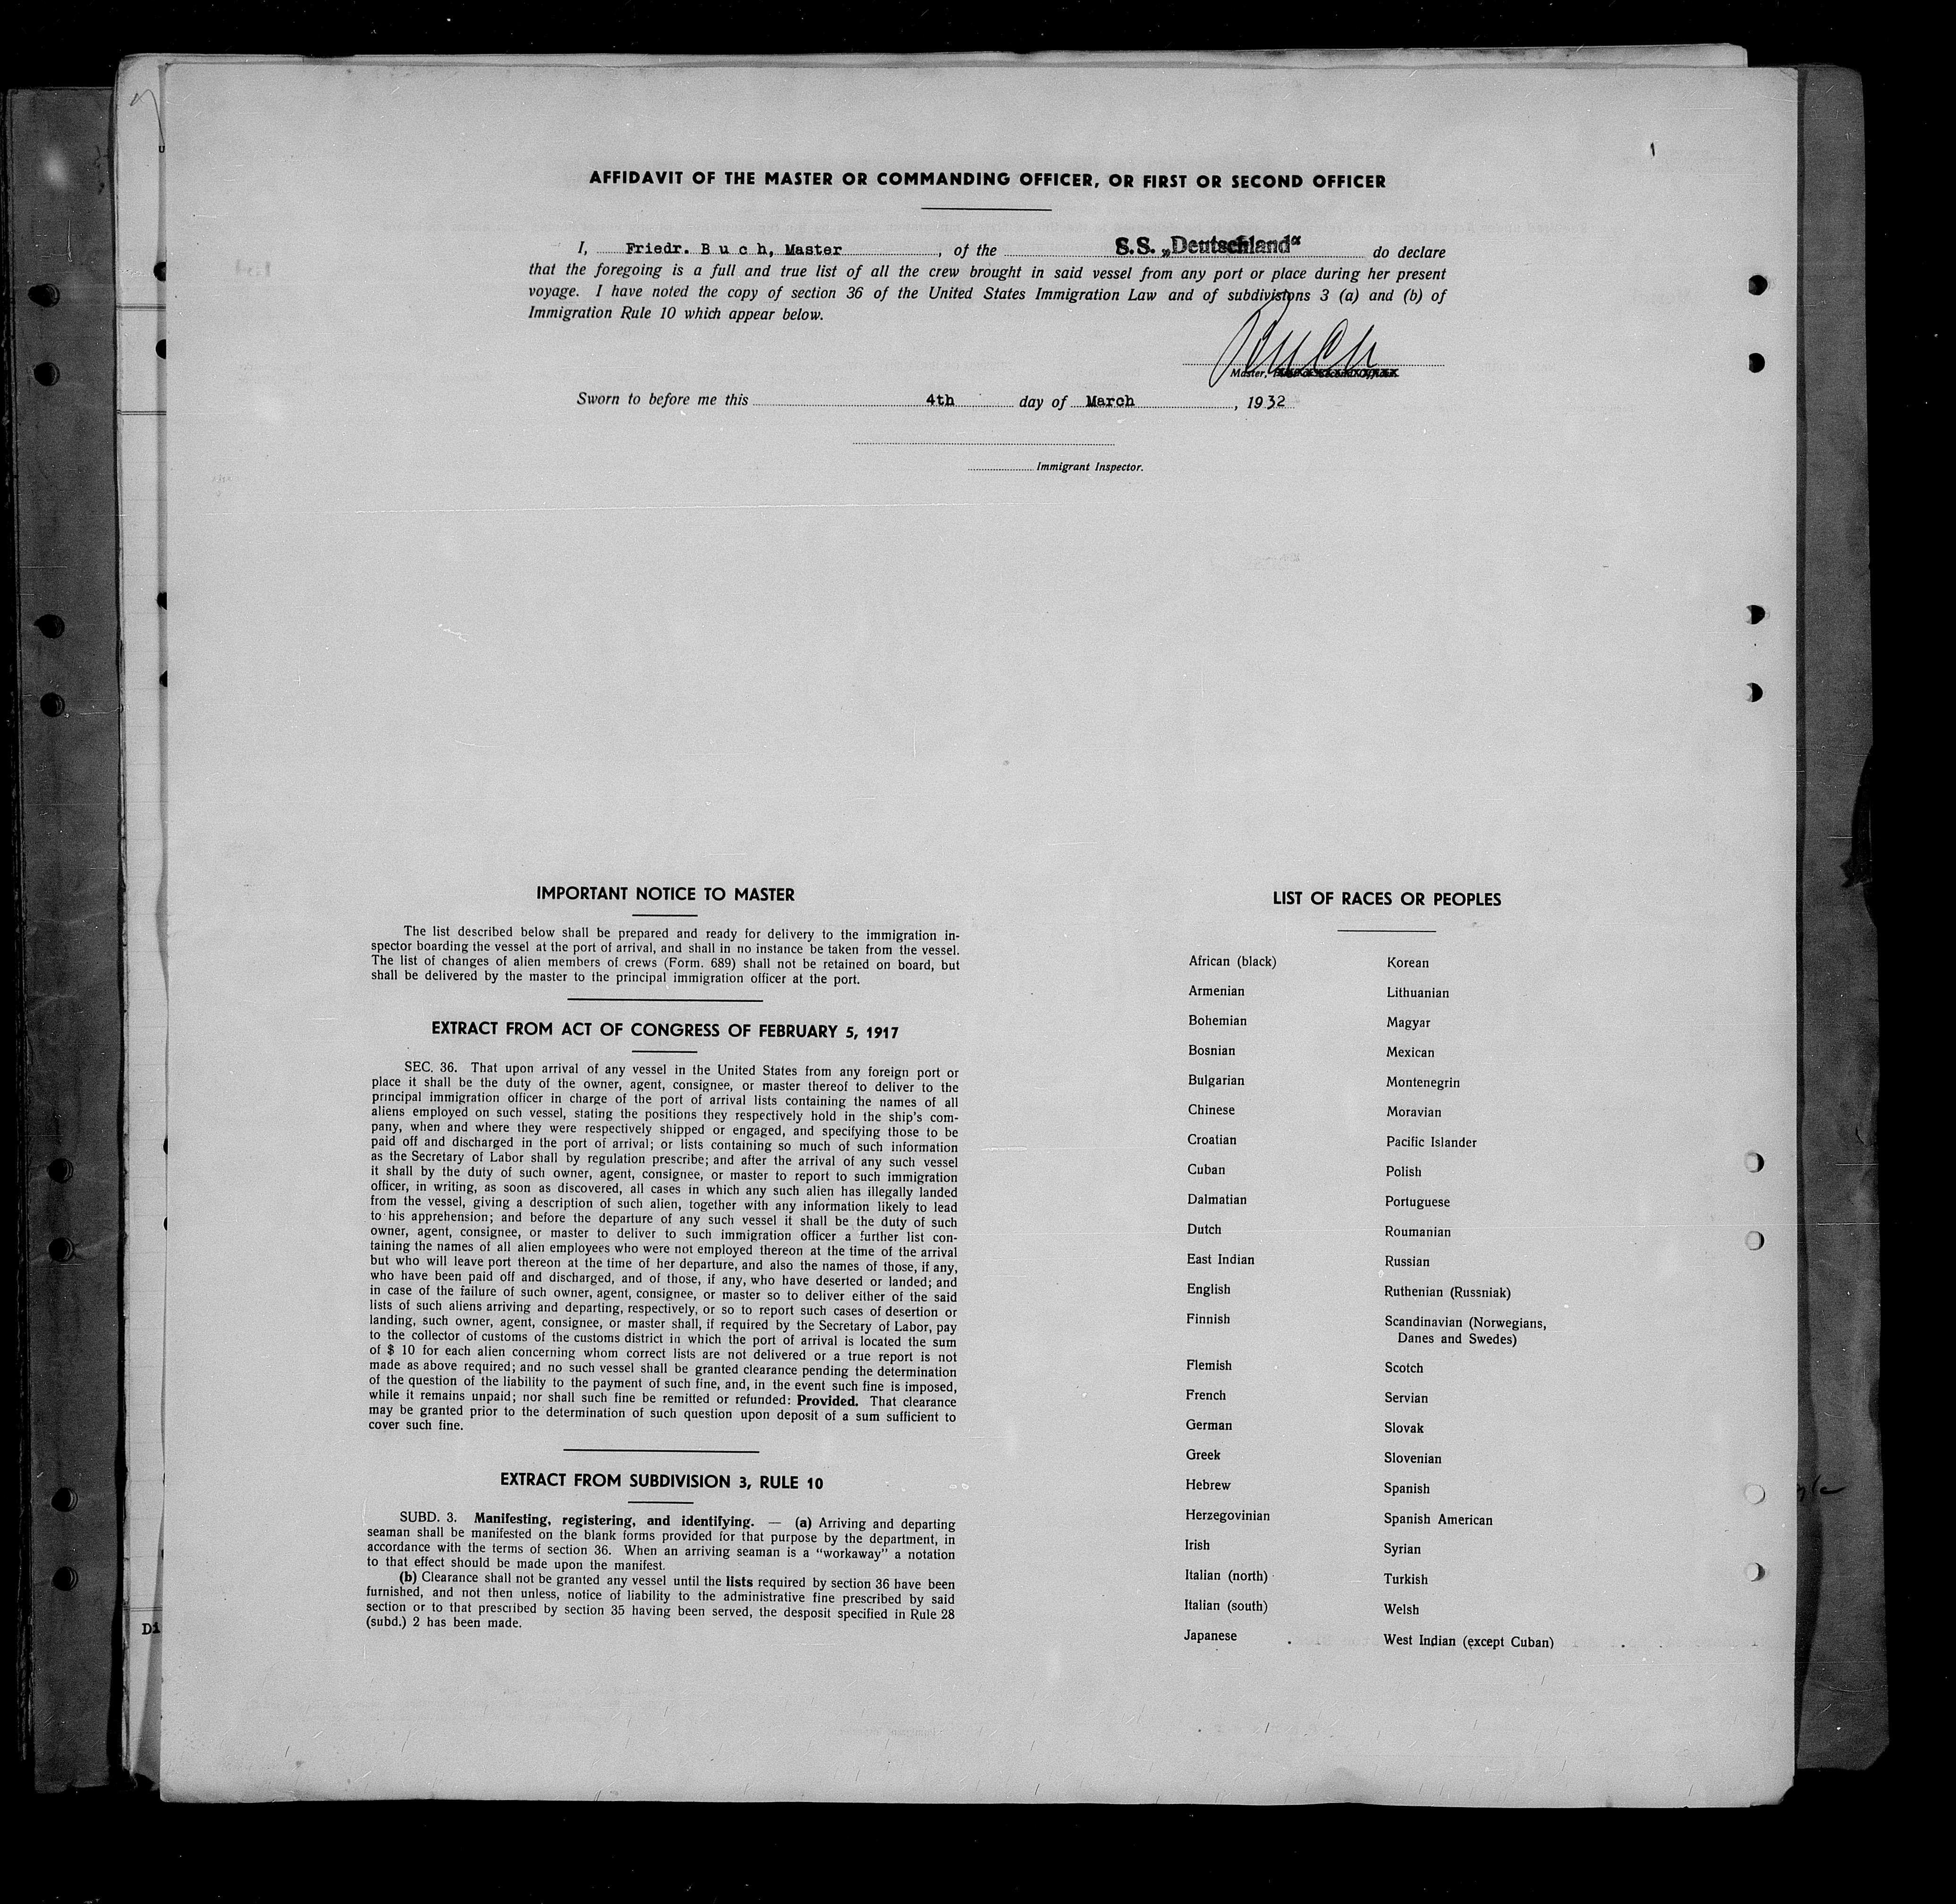 1
AFFIDAVIT OF THE MASTER OR COMMANDING OFFICER, OR FIRST OR SECOND OFFICER
I, Friedr. B u c h, Master, of the S.S. „Deutschland“ do declare
that the foregoing is a full and true list of all the crew brought in said vessel from any port or place during her present
voyage. I have noted the copy of section 36 of the United States Immigration Law and of subdivistons 3 (a) and (b) of
Immigration Rule 10 which appear below.
Buch
Master,
Sworn to before me this 4th day of March, 1932
Immigrant Inspector.
IMPORTANT NOTICE TO MASTER
The list described below shall be prepared and ready for delivery to the immigration in-
spector boarding the vessel at the port of arrival, and shall in no instance be taken from the vessel.
The list of changes of alien members of crews (Form. 689) shall not be retained on board, but
shall be delivered by the master to the principal immigration officer at the port.
EXTRACT FROM ACT OF CONGRESS OF FEBRUARY 5, 1917
SEC. 36. That upon arrival of any vessel in the United States from any foreign port or
place it shall be the duty of the owner, agent, consignee, or master thereof to deliver to the
principal immigration officer in charge of the port of arrival lists containing the names of all
aliens employed on such vessel, stating the positions they respectively hold in the ship's com-
pany, when and where they were respectively shipped or engaged, and specifying those to be
paid off and discharged in the port of arrival; or lists containing so much of such information
as the Secretary of Labor shall by regulation prescribe; and after the arrival of any such vessel
it shall by the duty of such owner, agent, consignee, or master to report to such immigration
officer, in writing, as soon as discovered, all cases in which any such alien has illegally landed
from the vessel, giving a description of such alien, together with any information likely to lead
to his apprehension; and before the departure of any such vessel it shall be the duty of such
owner, agent, consignee, or master to deliver to such immigration officer a further list con-
taining the names of all alien employees who were not employed thereon at the time of the arrival
but who will leave port thereon at the time of her departure, and also the names of those, if any,
who have been paid off and discharged, and of those, if any, who have deserted or landed; and
in case of the failure of such owner, agent, consignee, or master so to deliver either of the said
lists of such aliens arriving and departing, respectively, or so to report such cases of desertion or
landing, such owner, agent, consignee, or master shall, if required by the Secretary of Labor, pay
to the collector of customs of the customs district in which the port of arrival is located the sum
of $ 10 for each alien concerning whom correct lists are not delivered or a true report is not
made as above required; and no such vessel shall be granted clearance pending the determination
of the question of the liability to the payment of such fine, and, in the event such fine is imposed,
while it remains unpaid; nor shall such fine be remitted or refunded: Provided. That clearance
may be granted prior to the determination of such question upon deposit of a sum sufficient to
cover such fine.
EXTRACT FROM SUBDIVISION 3, RULE 10
SUBD. 3. Manifesting, registering, and identifying. — (a) Arriving and departing
seaman shall be manifested on the blank forms provided for that purpose by the department, in
accordance with the terms of section 36. When an arriving seaman is a “workaway” a notation
to that effect should be made upon the manifest.
(b) Clearance shall not be granted any vessel until the lists required by section 36 have been
furnished, and not then unless, notice of liability to the administrative fine prescribed by said
section or to that prescribed by section 35 having been served, the desposit specified in Rule 28
(subd.) 2 has been made.
LIST OF RACES OR PEOPLES
African (black)
Armenian
Bohemian
Bosnian
Bulgarian
Chinese
Croatian
Cuban
Dalmatian
Dutch
East Indian
English
Finnish
Flemish
French
German
Greek
Hebrew
Herzegovinian
Irish
Italian (north)
Italian (south)
Japanese
Korean
Lithuanian
Magyar
Mexican
Montenegrin
Moravian
Pacific Islander
Polish
Portuguese
Roumanian
Russian
Ruthenian (Russniak)
Scandinavian (Norwegians,
Danes and Swedes)
Scotch
Servian
Slovak
Slovenian
Spanish
Spanish American
Syrian
Turkish
Welsh
West Indian (except Cuban)
Di